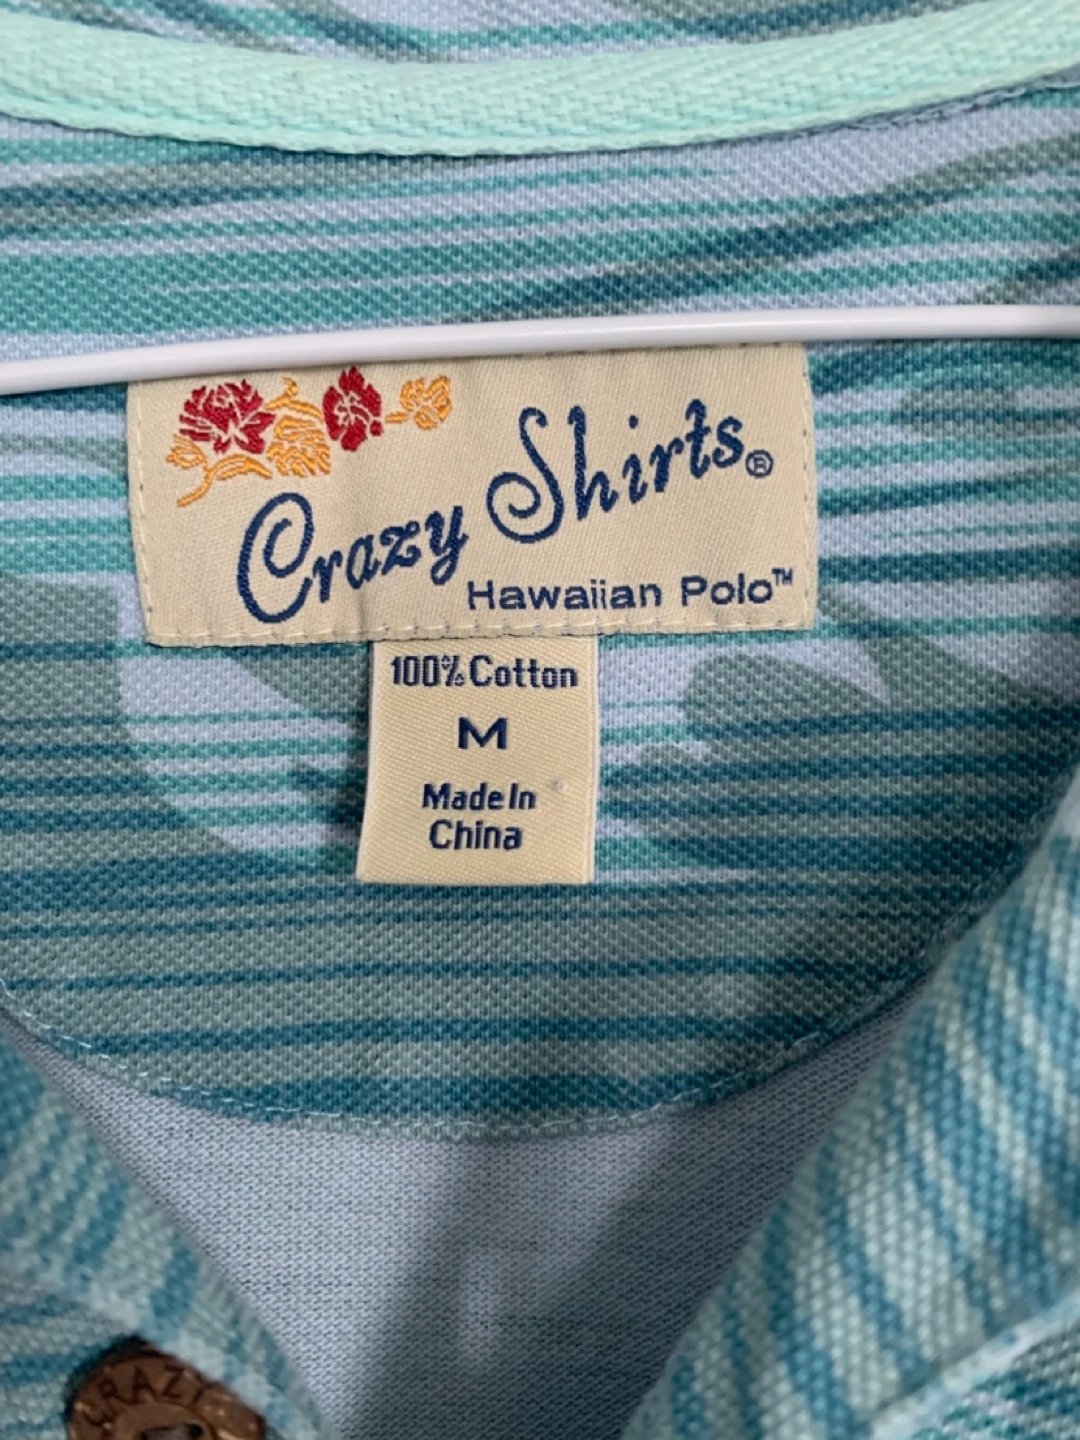 Crazy Shirts®
Hawaiian Polo™
100% Cotton
M
Made In
China
CRAZY